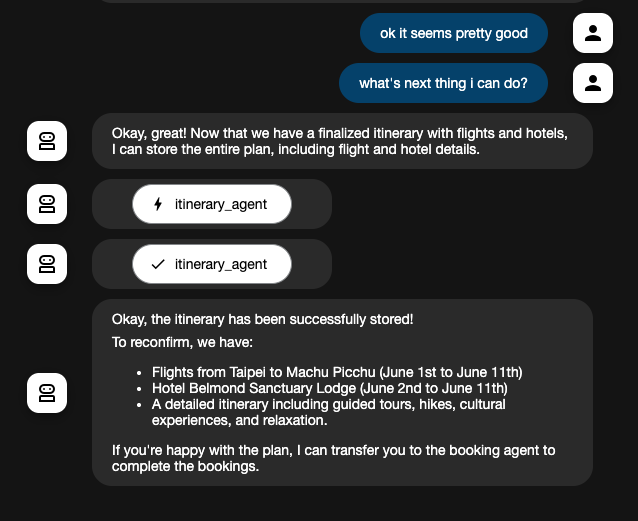 ok it seems pretty good
what's next thing i can do?
Okay, great! Now that we have a finalized itinerary with flights and hotels,
I can store the entire plan, including flight and hotel details.
itinerary_agent
itinerary_agent
Okay, the itinerary has been successfully stored!
To reconfirm, we have:
• Flights from Taipei to Machu Picchu (June 1st to June 11th)
• Hotel Belmond Sanctuary Lodge (June 2nd to June 11th)
• A detailed itinerary including guided tours, hikes, cultural
experiences, and relaxation.
If you're happy with the plan, I can transfer you to the booking agent to
complete the bookings.